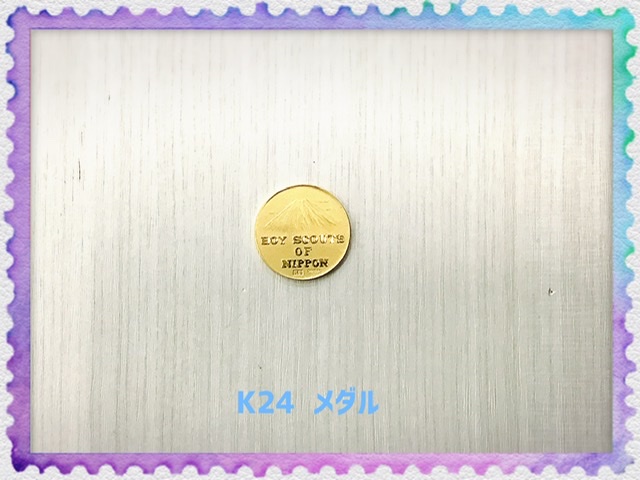 BOY SCOUTS
OF
NIPPON
K24 メダル